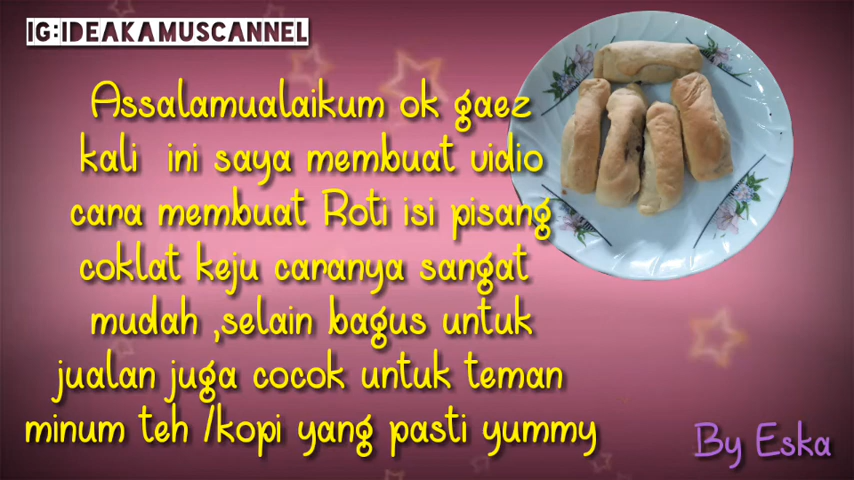 IG:IDEAKAMUSCANNEL
Assalamualaikum ok gaez
kali ini saya membuat vidio
cara membuat Roti isi pisang
coklat keju caranya sangat
mudah ,selain bagus untuk
jualan juga cocok untuk teman
minum teh /kopi yang pasti yummy
By Eska